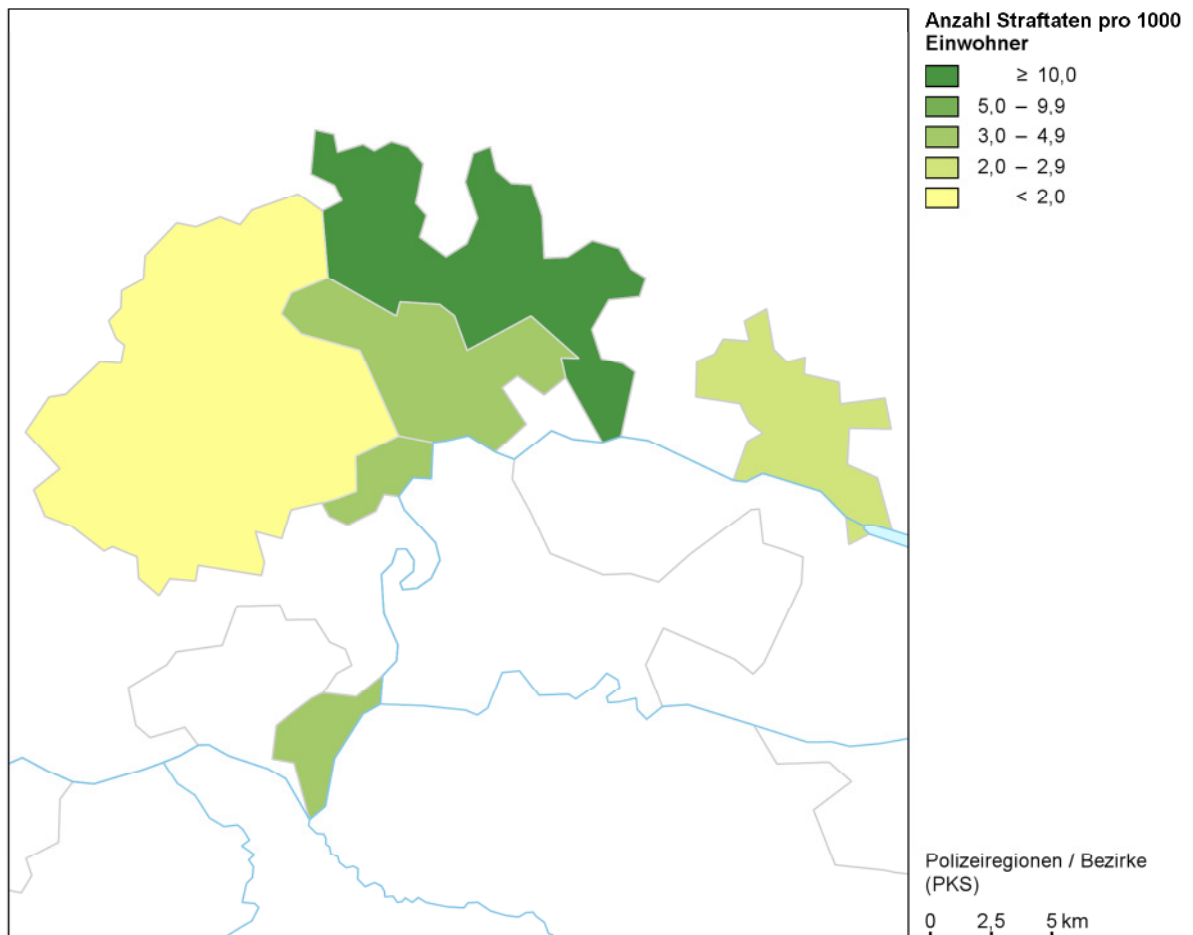 Anzahl Straftaten pro 1000
Einwohner
≥ 10,0
5,0 – 9,9
3,0 – 4,9
2,0 – 2,9
< 2,0
Polizeiregionen / Bezirke
(PKS)
0 2,5 5 km